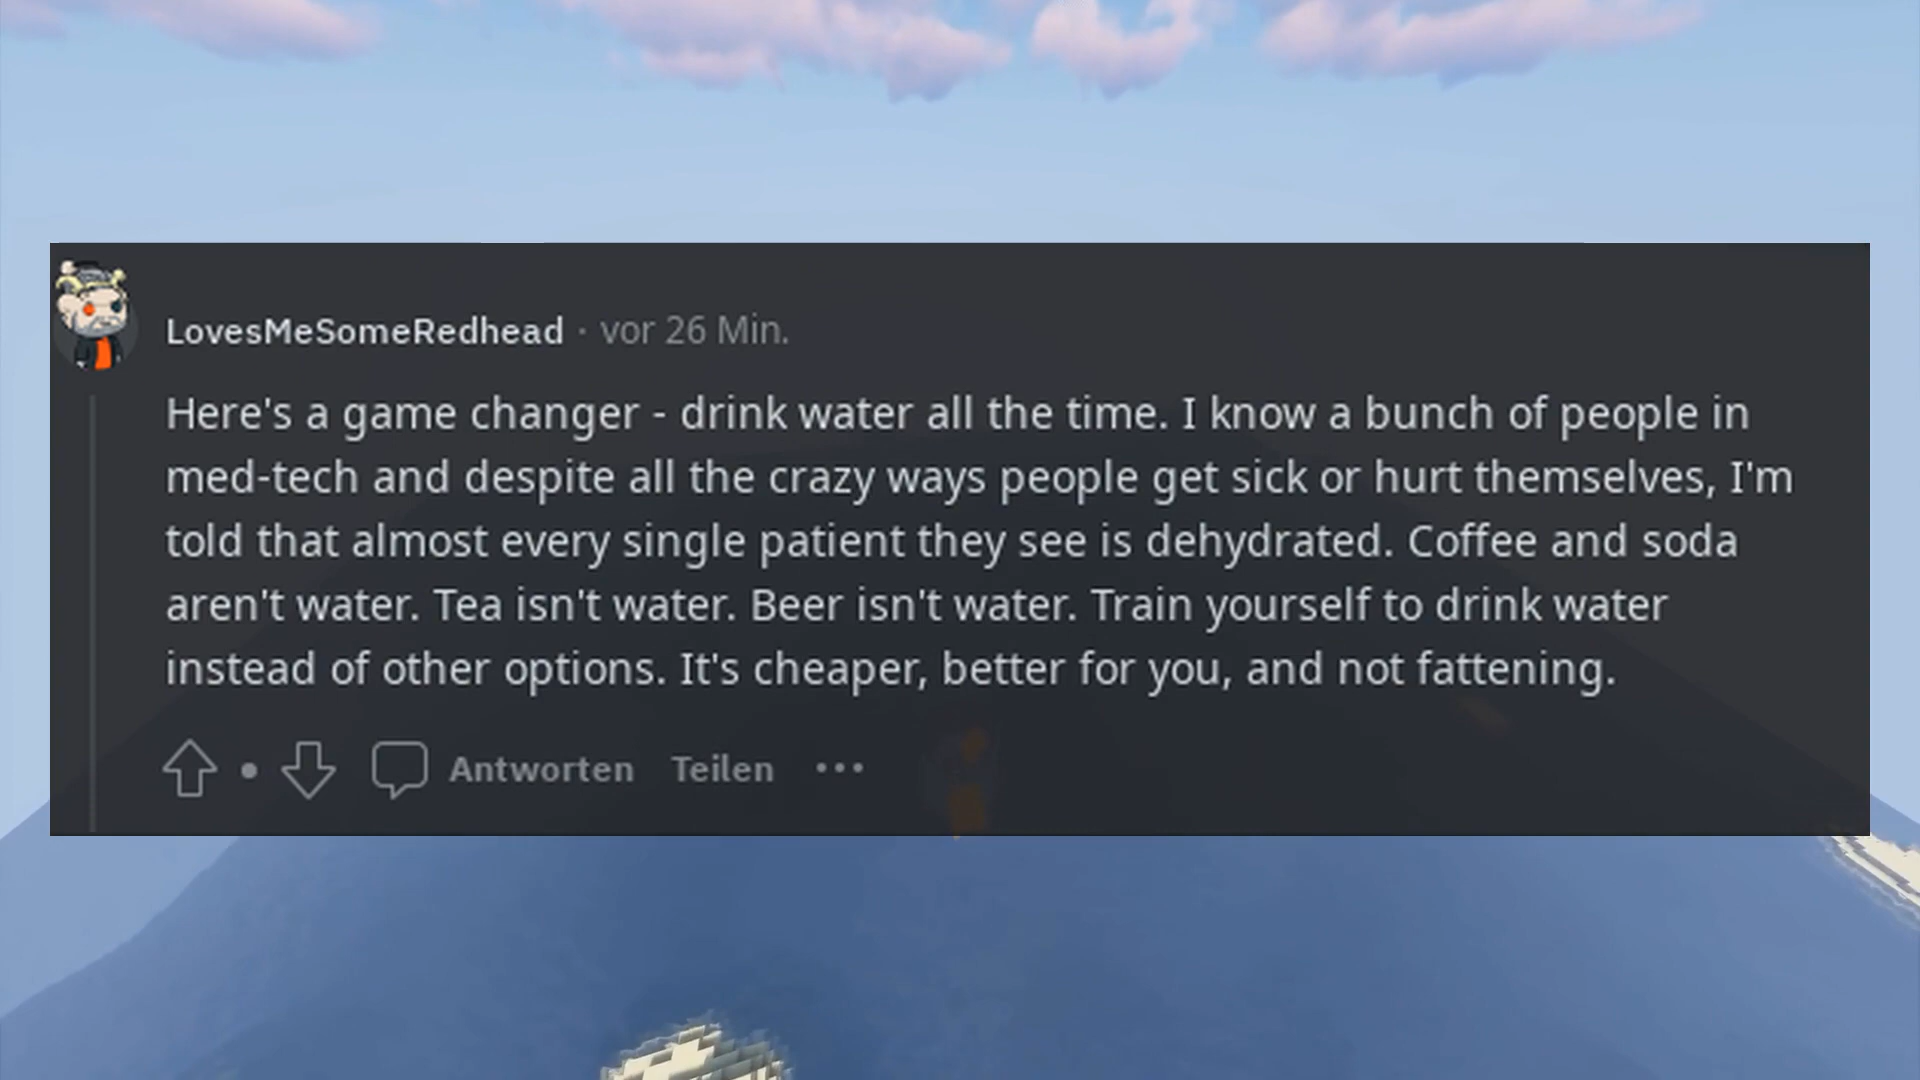 LovesMeSomeRedhead · vor 26 Min.
Here's a game changer - drink water all the time. I know a bunch of people in
med-tech and despite all the crazy ways people get sick or hurt themselves, I'm
told that almost every single patient they see is dehydrated. Coffee and soda
aren't water. Tea isn't water. Beer isn't water. Train yourself to drink water
instead of other options. It's cheaper, better for you, and not fattening.
Antworten Teilen